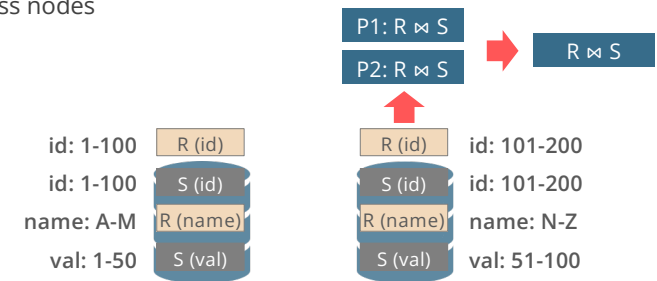 ss nodes
P1: R ⋈ S
P2: R ⋈ S
R ⋈ S
id: 1-100 R (id) R (id) id: 101-200
id: 1-100 S (id) S (id) id: 101-200
name: A-M R (name) R (name) name: N-Z
val: 1-50 S (val) S (val) val: 51-100